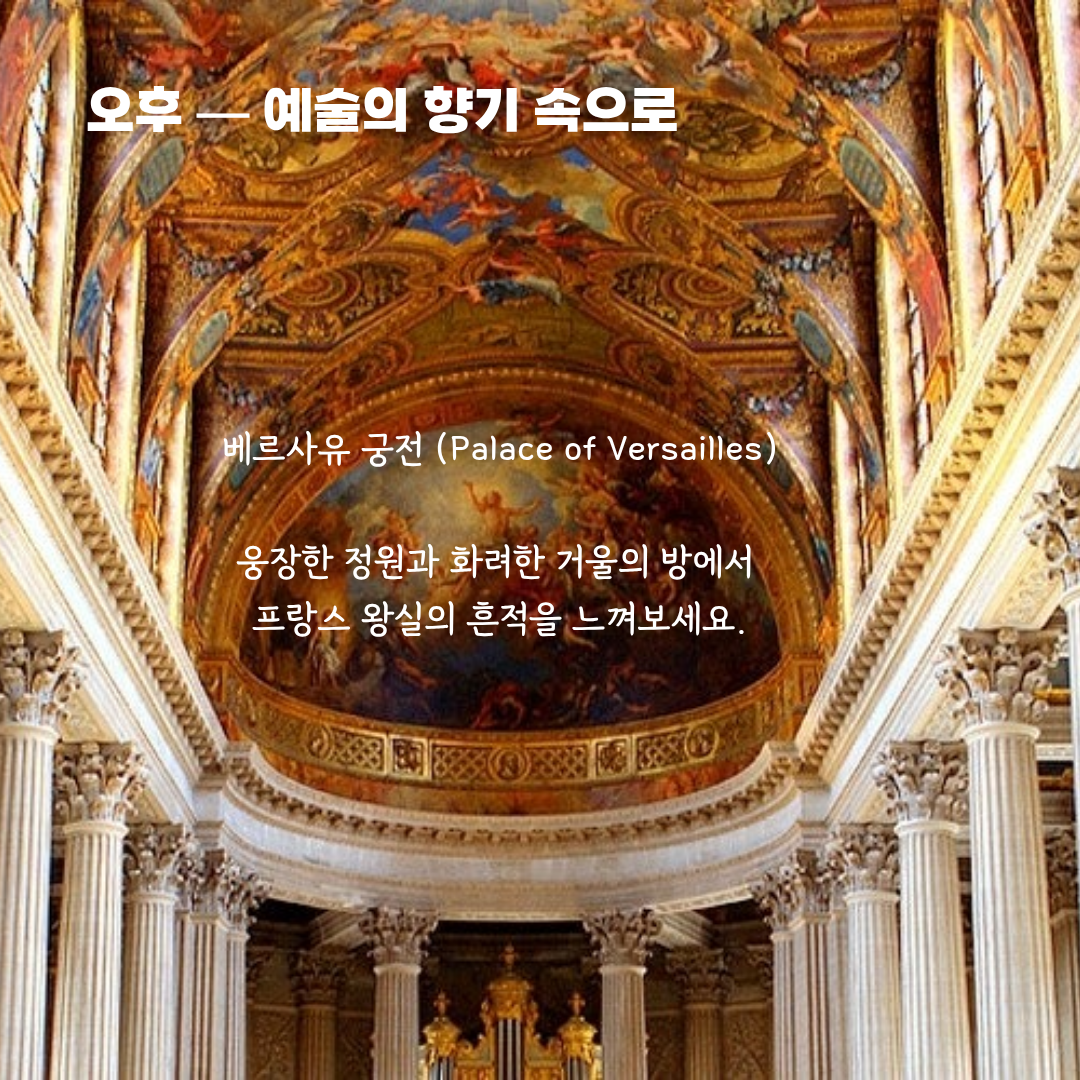 오후 — 예술의 향기 속으로
베르사유 궁전 (Palace of Versailles)
웅장한 정원과 화려한 거울의 방에서
프랑스 왕실의 흔적을 느껴보세요.